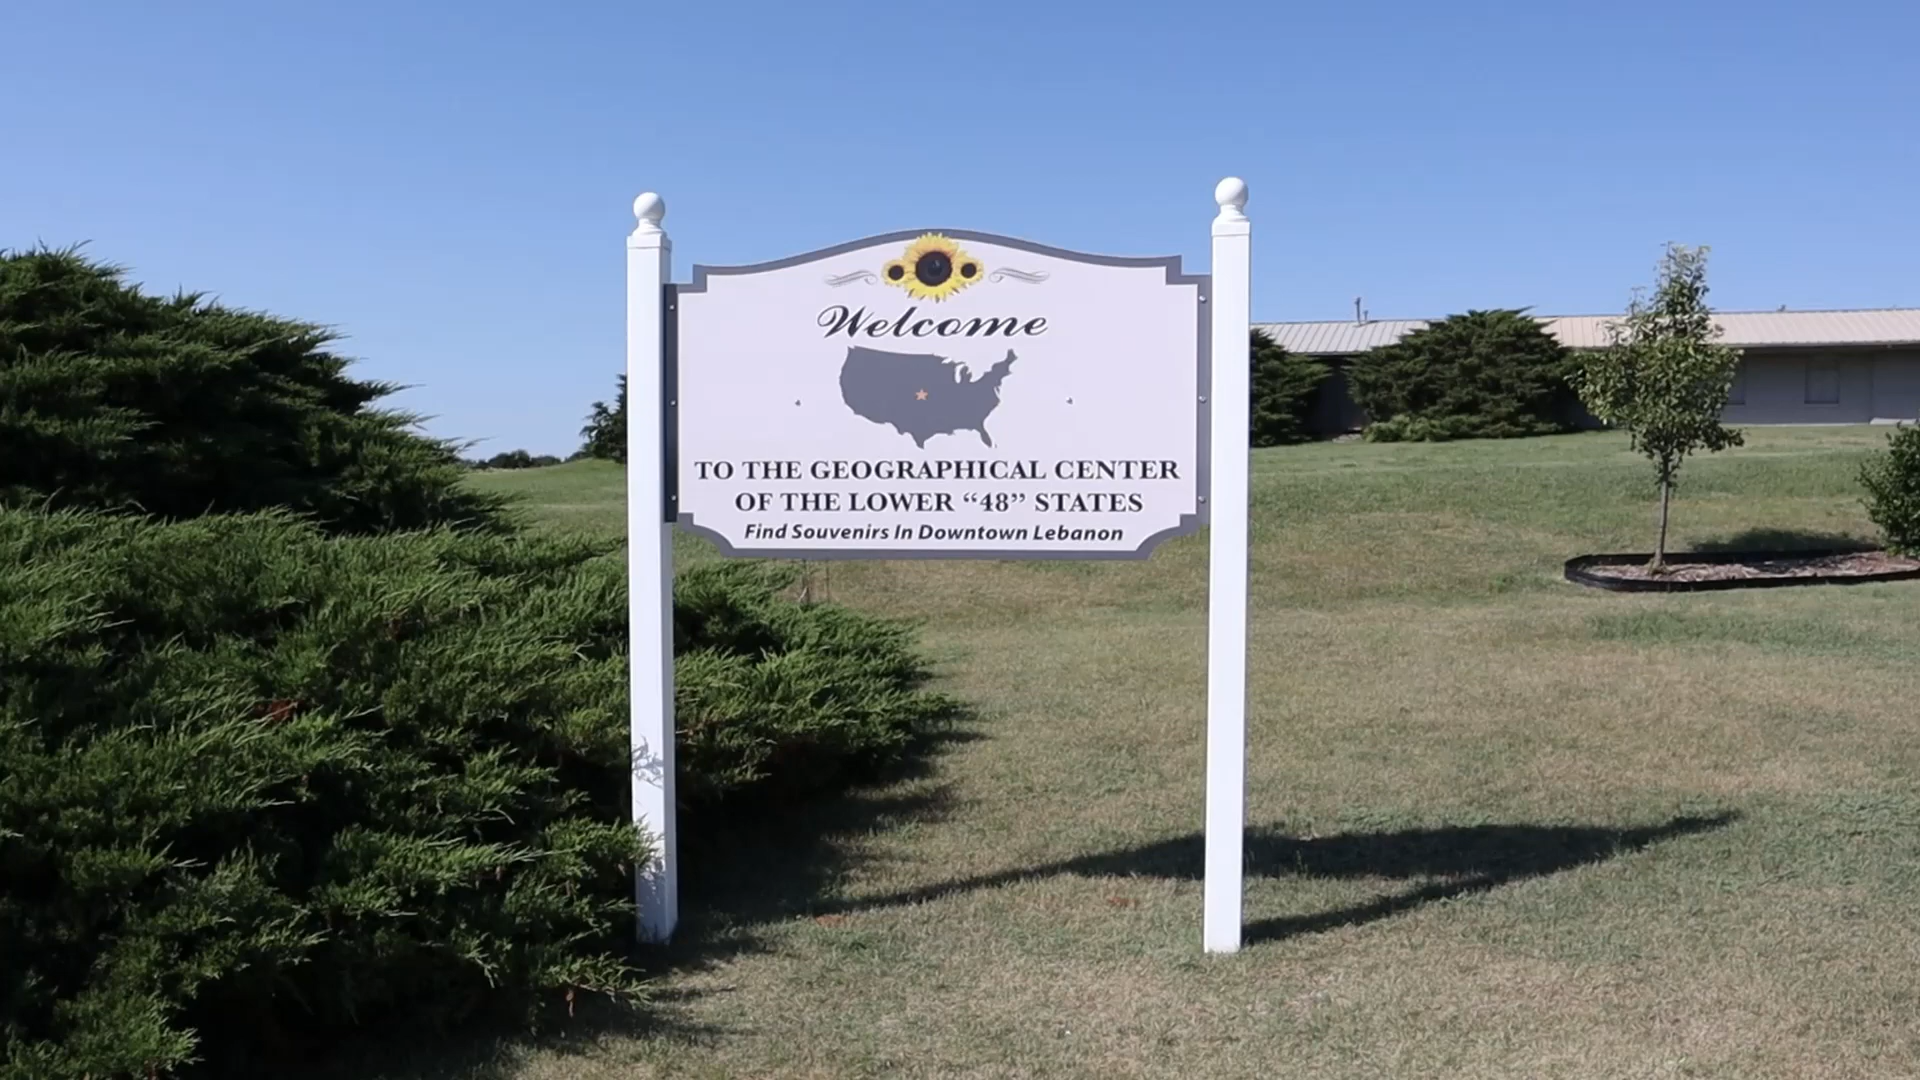 Welcome
TO THE GEOGRAPHICAL CENTER
OF THE LOWER “48” STATES
Find Souvenirs In Downtown Lebanon